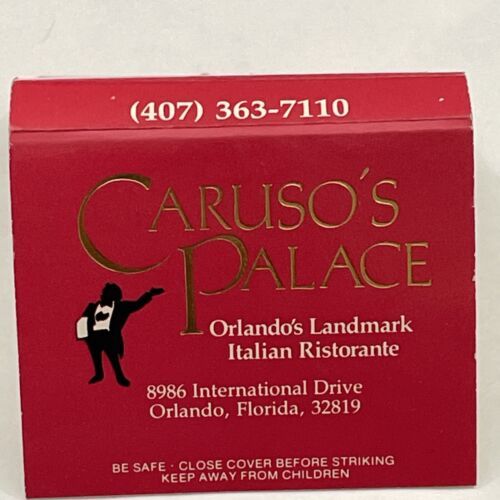 (407) 363-7110
CARUSO'S
PALACE
Orlando's Landmark
Italian Ristorante
8986 International Drive
Orlando, Florida, 32819
BE SAFE · CLOSE COVER BEFORE STRIKING
KEEP AWAY FROM CHILDREN